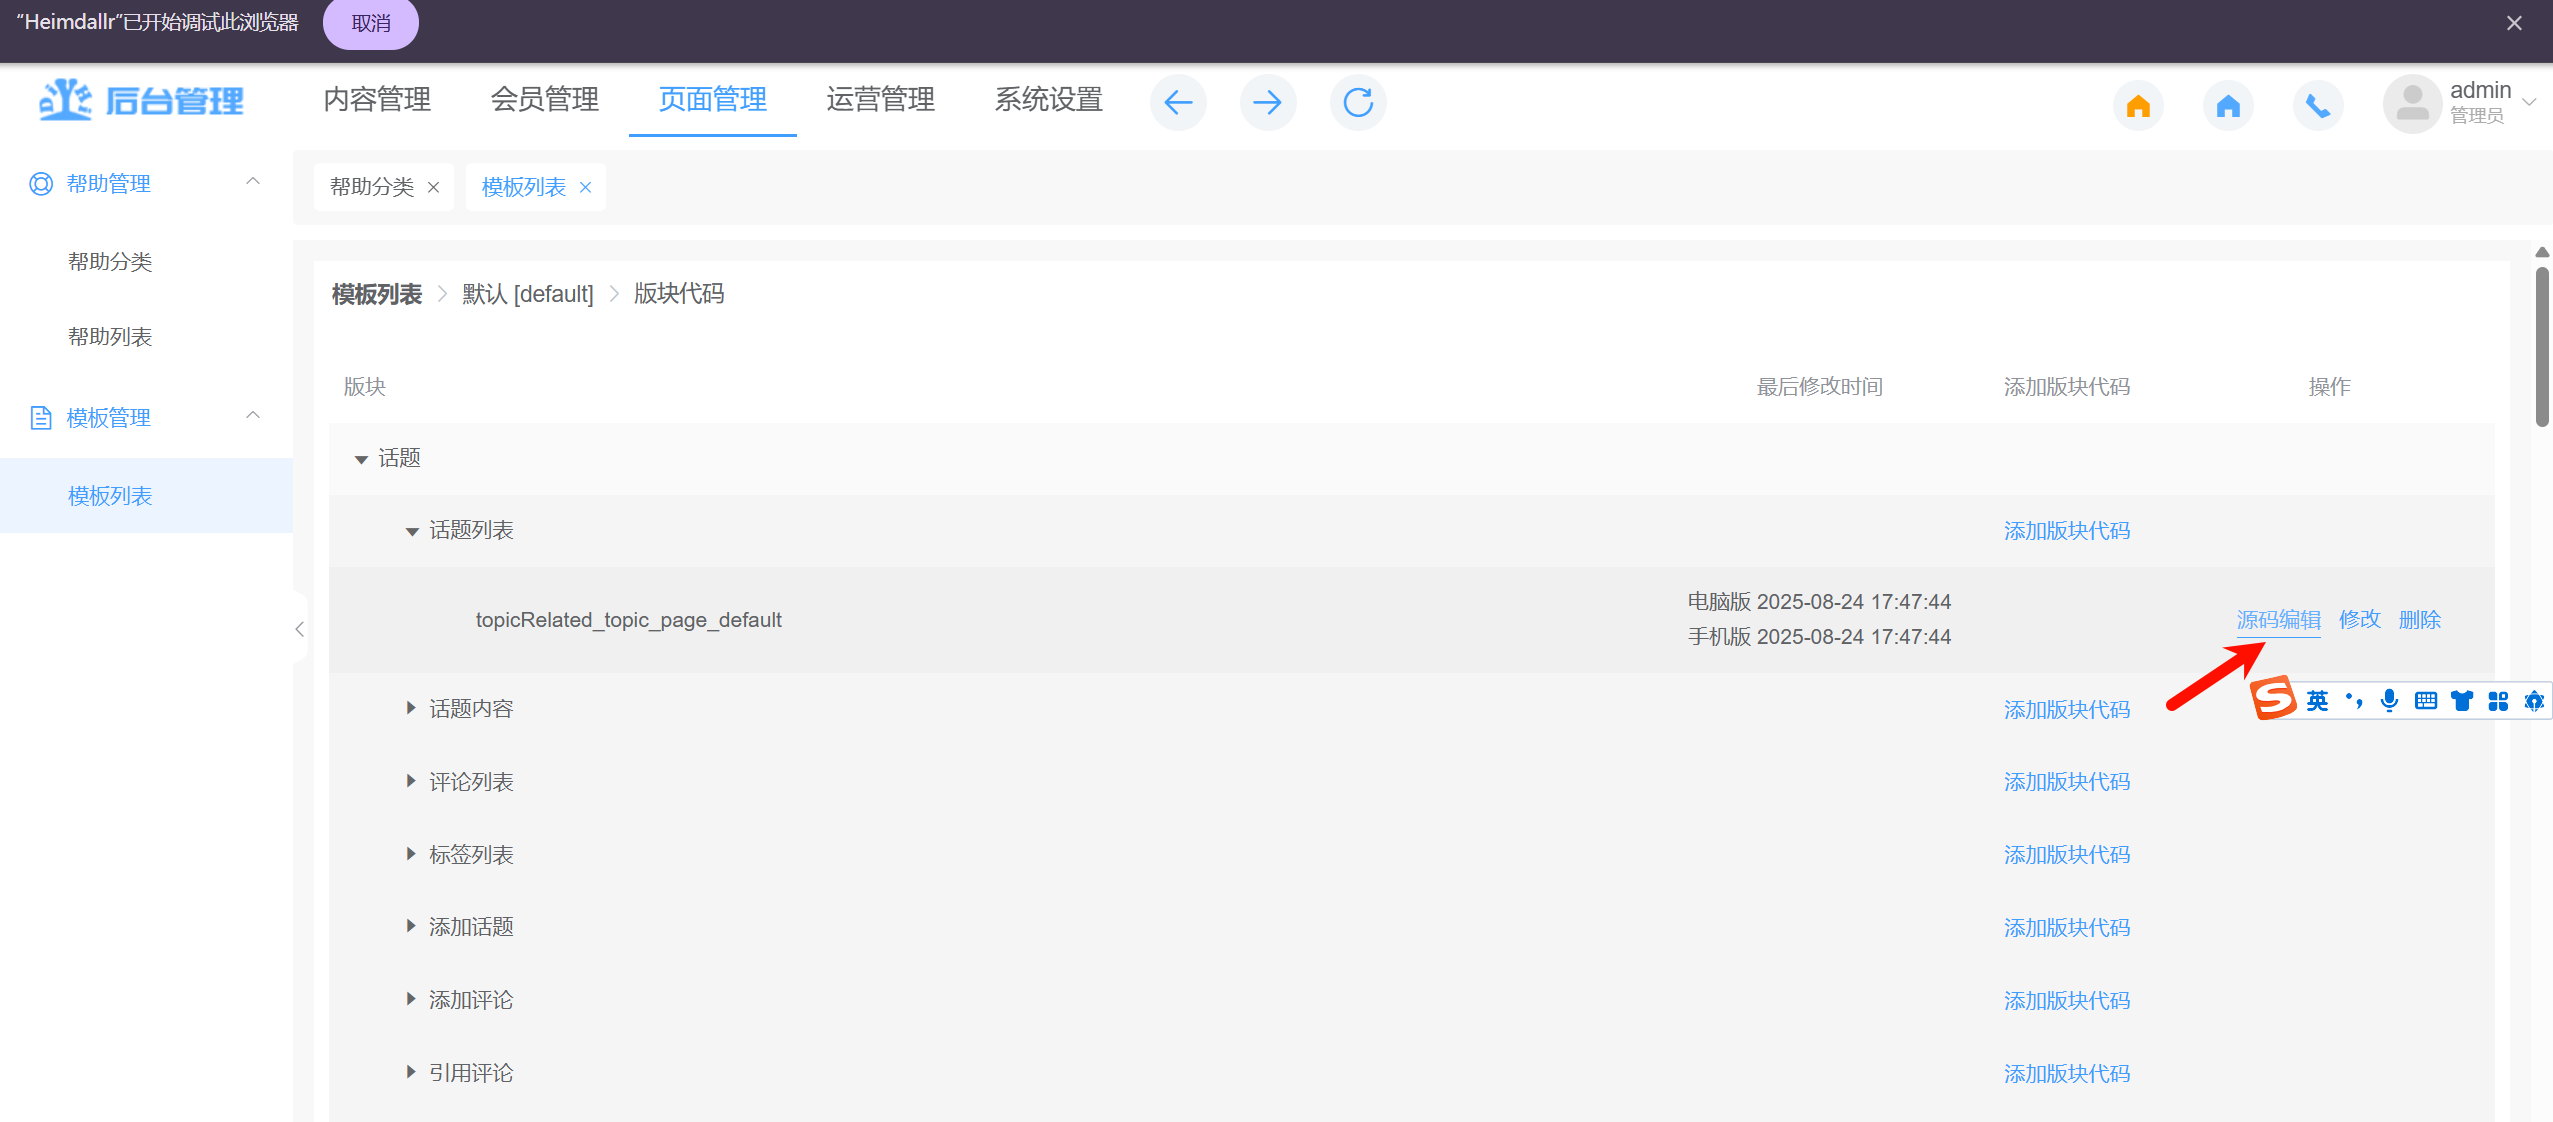 “Heimdallr”已开始调试此浏览器 取消
后台管理 内容管理 会员管理 页面管理 运营管理 系统设置 admin
管理员
帮助管理
帮助分类
帮助列表
模板管理
模板列表
帮助分类 模板列表
模板列表 默认 [default] 版块代码
版块 最后修改时间 添加版块代码 操作
话题
话题列表 添加版块代码
topicRelated_topic_page_default 电脑版 2025-08-24 17:47:44 源码编辑 修改 删除
手机版 2025-08-24 17:47:44
话题内容 添加版块代码
英
评论列表 添加版块代码
标签列表 添加版块代码
添加话题 添加版块代码
添加评论 添加版块代码
引用评论 添加版块代码